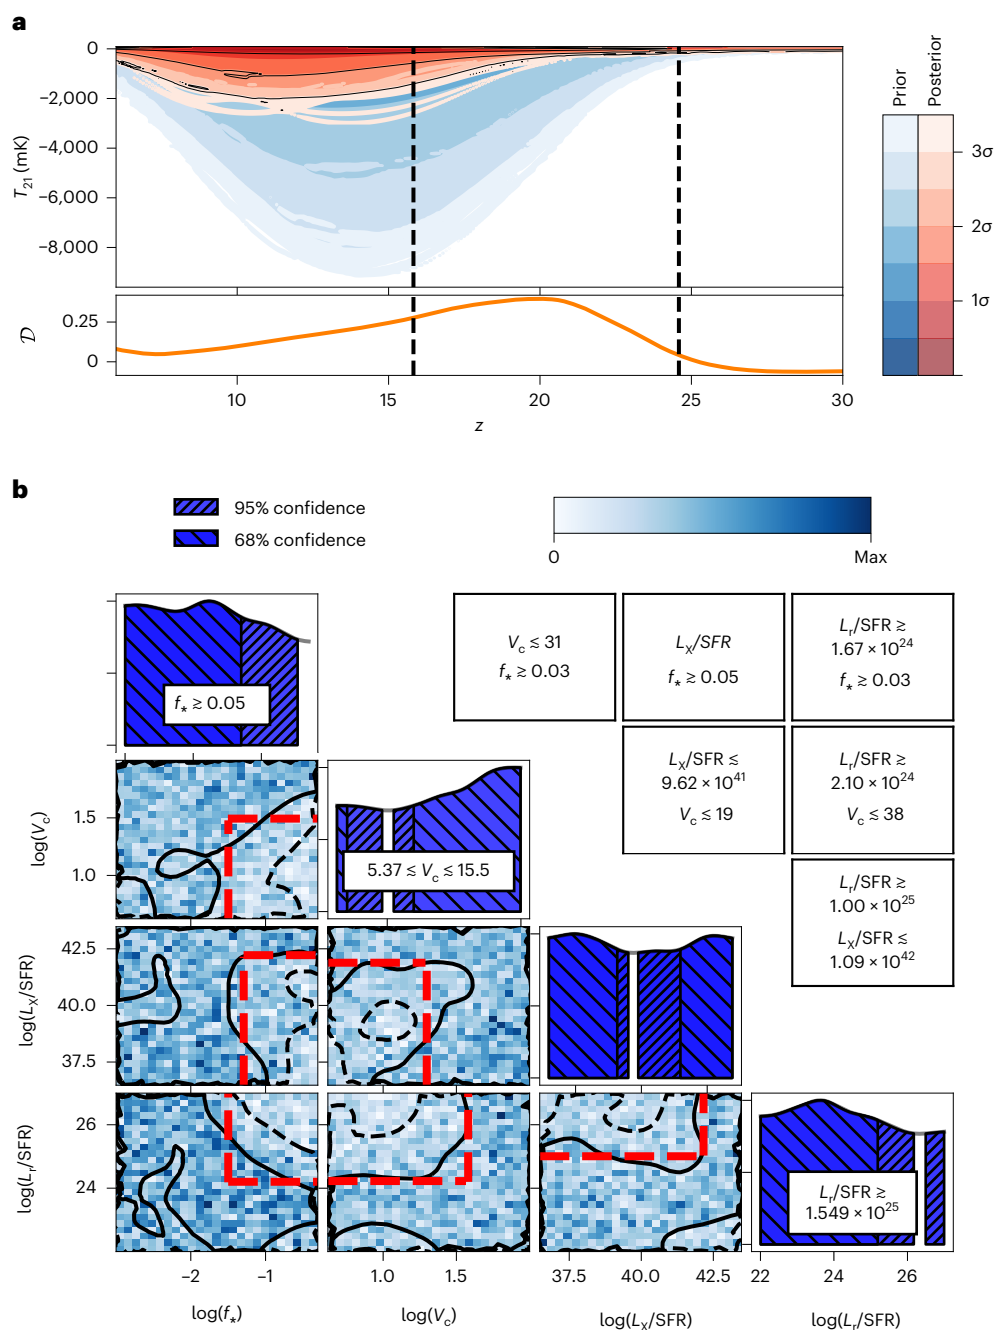 a
0
−2,000
−4,000
−6,000
−8,000
T21 (mK)
Prior
Posterior
3σ
2σ
1σ
0.25
0
𝒟
10
15
20
25
30
z
b
95% confidence
68% confidence
0
Max
f⋆ ≳ 0.05
Vc ≲ 31
f⋆ ≳ 0.03
LX/SFR
f⋆ ≳ 0.05
Lr/SFR ≳
1.67 × 10^24
f⋆ ≳ 0.03
1.5
1.0
log(Vc)
5.37 ≲ Vc ≲ 15.5
LX/SFR ≲
9.62 × 10^41
Vc ≲ 19
Lr/SFR ≳
2.10 × 10^24
Vc ≲ 38
42.5
40.0
37.5
log(LX/SFR)
Lr/SFR ≳
1.00 × 10^25
LX/SFR ≲
1.09 × 10^42
26
24
log(Lr/SFR)
Lr/SFR ≳
1.549 × 10^25
−2
−1
1.0
1.5
37.5
40.0
42.5
22
24
26
log(f⋆)
log(Vc)
log(LX/SFR)
log(Lr/SFR)